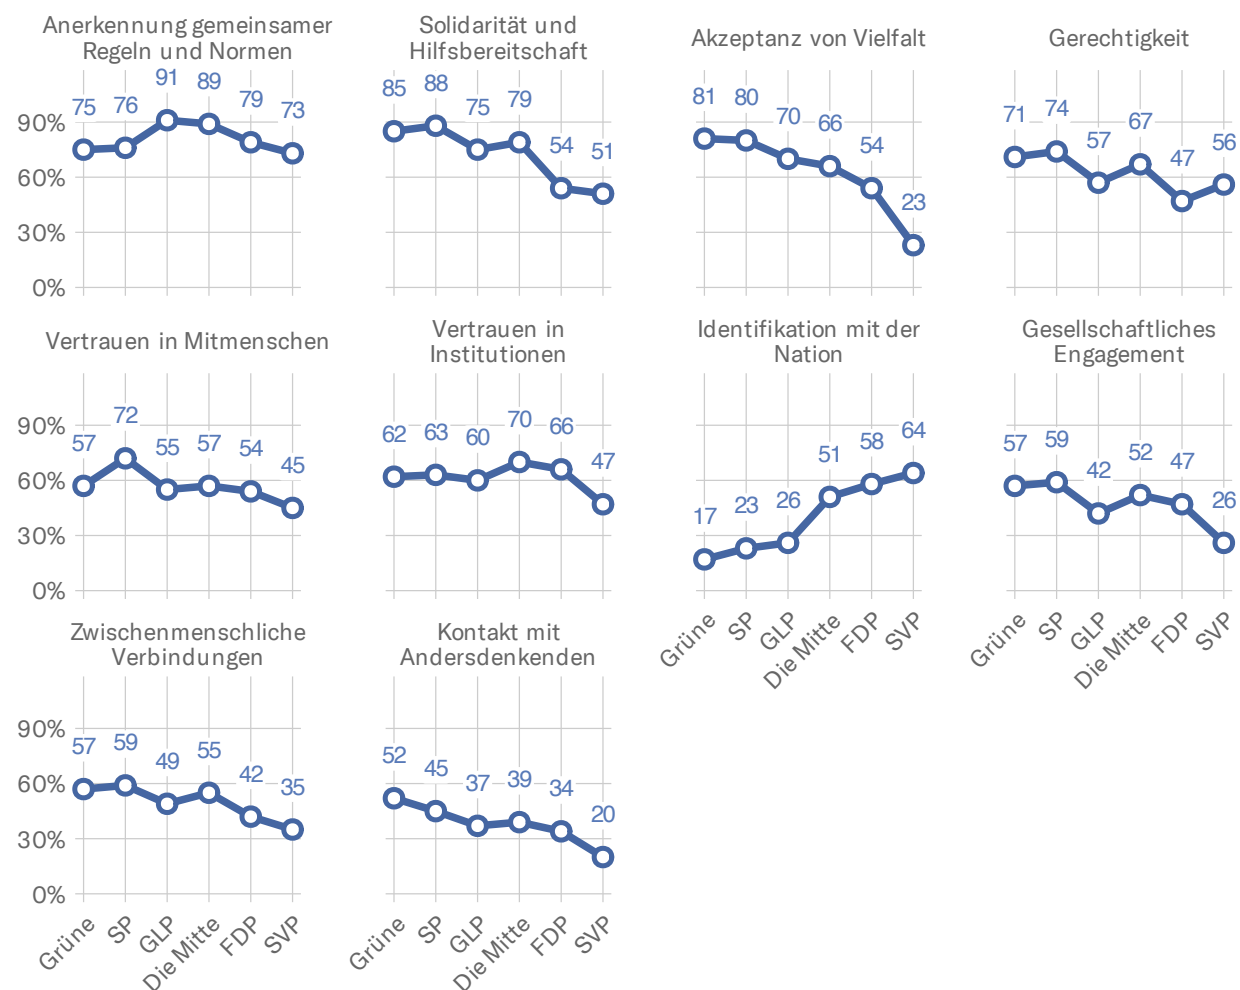 Anerkennung gemeinsamer
Regeln und Normen
75 76 91 89 79 73
90%
60%
30%
0%
Solidarität und
Hilfsbereitschaft
85 88 75 79 54 51
Akzeptanz von Vielfalt
81 80 70 66 54 23
Gerechtigkeit
71 74 57 67 47 56
Vertrauen in Mitmenschen
57 72 55 57 54 45
90%
60%
30%
0%
Vertrauen in
Institutionen
62 63 60 70 66 47
Identifikation mit der
Nation
17 23 26 51 58 64
Grüne SP GLP Die Mitte FDP SVP
Gesellschaftliches
Engagement
57 59 42 52 47 26
Grüne SP GLP Die Mitte FDP SVP
Zwischenmenschliche
Verbindungen
57 59 49 55 42 35
90%
60%
30%
0%
Grüne SP GLP Die Mitte FDP SVP
Kontakt mit
Andersdenkenden
52 45 37 39 34 20
Grüne SP GLP Die Mitte FDP SVP